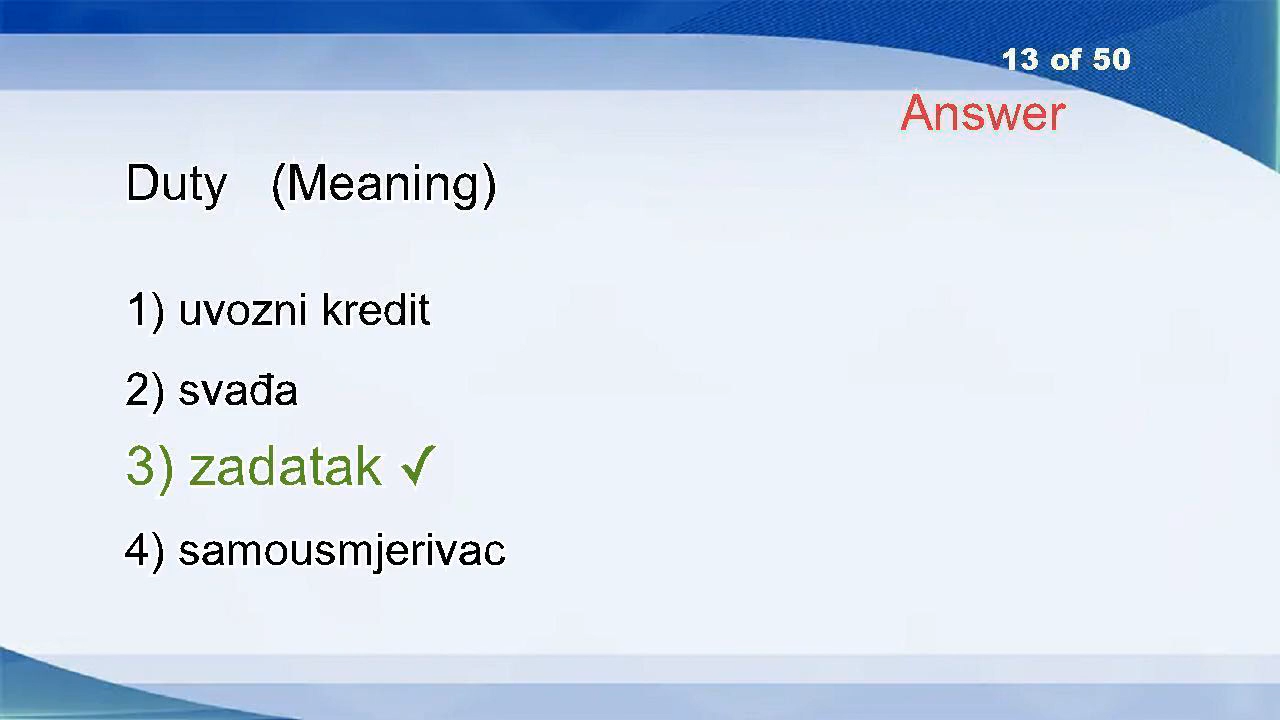 13 of 50
Answer
Duty (Meaning)
1) uvozni kredit
2) svađa
3) zadatak ✓
4) samousmjerivac